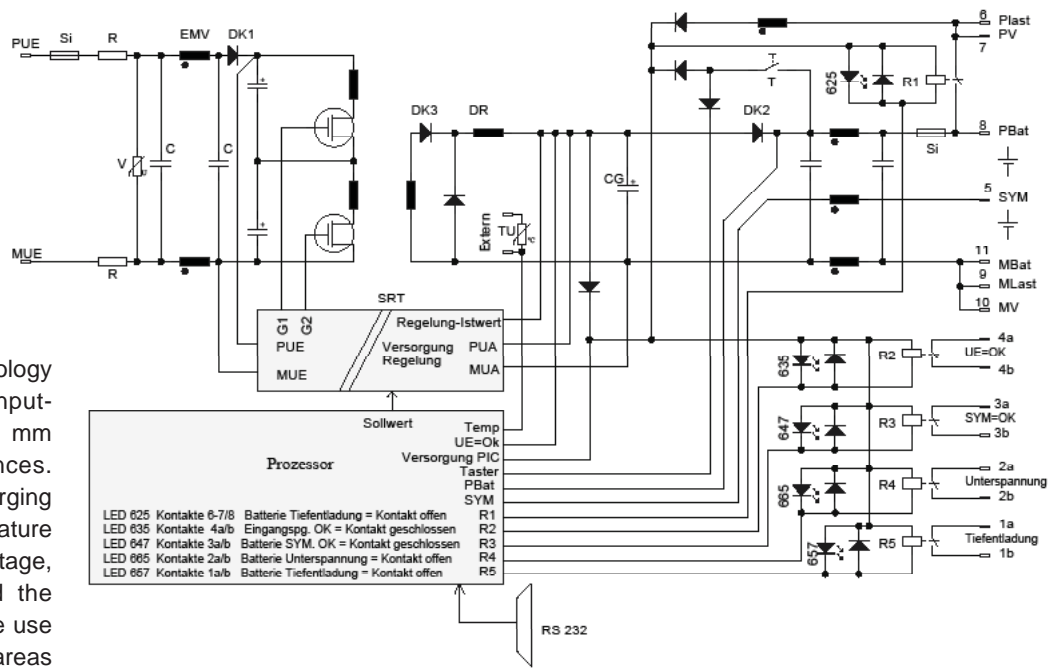 PUE
Si
R
EMV
DK1
V
C
C
MUE
R
DK3
DR
DK2
CG
Extern
TU
T
625
R1
6 Plast
PV
7
8 PBat
Si
5
SYM
11
MBat
9
MLast
10 MV
SRT
G1
G2
PUE
MUE
Regelung-Istwert
Versorgung PUA
Regelung
MUA
Sollwert
Prozessor
Temp
UE=Ok
Versorgung PIC
Taster
PBat
SYM
LED 625 Kontakte 6-7/8 Batterie Tiefentladung = Kontakt offen R1
LED 635 Kontakte 4a/b Eingangspg. OK = Kontakt geschlossen R2
LED 647 Kontakte 3a/b Batterie SYM. OK = Kontakt geschlossen R3
LED 665 Kontakte 2a/b Batterie Unterspannung = Kontakt offen R4
LED 657 Kontakte 1a/b Batterie Tiefentladung = Kontakt offen R5
RS 232
635
R2
4a
UE=OK
4b
647
R3
3a
SYM=OK
3b
665
R4
2a
Unterspannung
2b
657
R5
1a
Tiefentladung
1b
ology
nput-
mm
nces.
rging
ature
tage,
d the
e use
areas